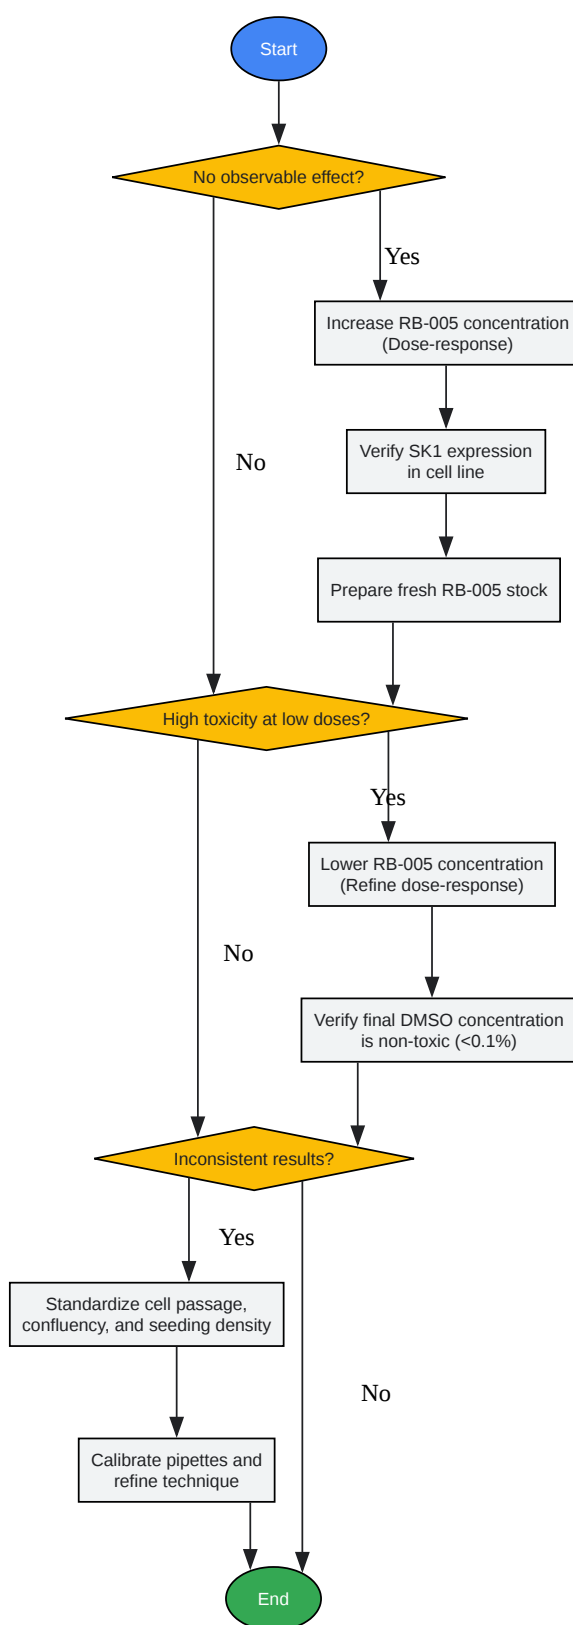 Start
No observable effect?
Yes
Increase RB-005 concentration
(Dose-response)
Verify SK1 expression
in cell line
No
Prepare fresh RB-005 stock
High toxicity at low doses?
Yes
Lower RB-005 concentration
(Refine dose-response)
No
Verify final DMSO concentration
is non-toxic (<0.1%)
Inconsistent results?
Yes
Standardize cell passage,
confluency, and seeding density
No
Calibrate pipettes and
refine technique
End